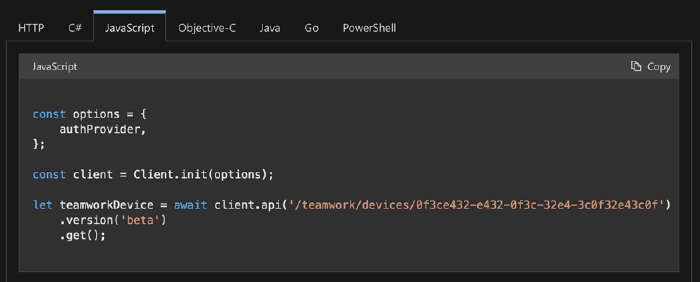 HTTP C# JavaScript Objective-C Java Go PowerShell
JavaScript Copy
const options = {
    authProvider,
};
const client = Client.init(options);
let teamworkDevice = await client.api('/teamwork/devices/0f3ce432-e432-0f3c-32e4-3c0f32e43c0f')
    .version('beta')
    .get();